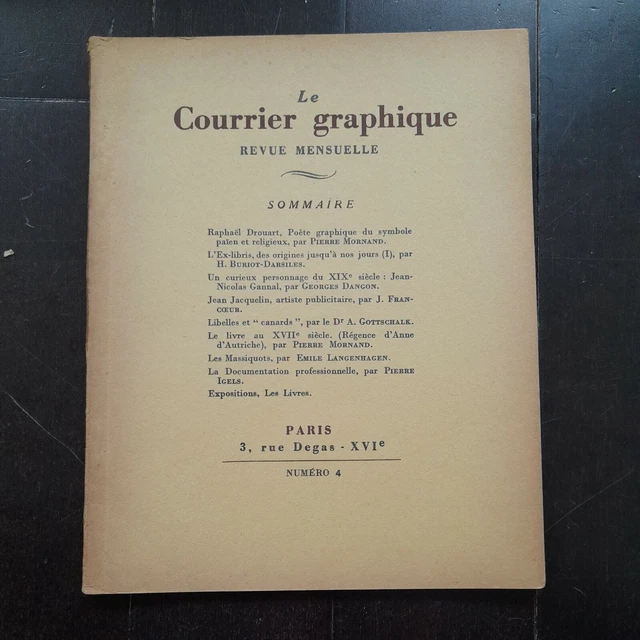 Le
Courrier graphique
REVUE MENSUELLE
SOMMAIRE
Raphaël Drouart, Poète graphique du symbole
païen et religieux, par PIERRE MORNAND.
L'Ex-libris, des origines jusqu'à nos jours (I), par
H. BURIOT-DARSILES.
Un curieux personnage du XIXe siècle : Jean-
Nicolas Gannal, par GEORGES DANGON.
Jean Jacquelin, artiste publicitaire, par J. FRAN-
CŒUR.
Libelles et “ canards ”, par le Dr A. GOTTSCHALK.
Le livre au XVIIe siècle. (Régence d'Anne
d'Autriche), par PIERRE MORNAND.
Les Massiquots, par EMILE LANGENHAGEN.
La Documentation professionnelle, par PIERRE
IGELS.
Expositions, Les Livres.
PARIS
3, rue Degas - XVIe
NUMÉRO 4